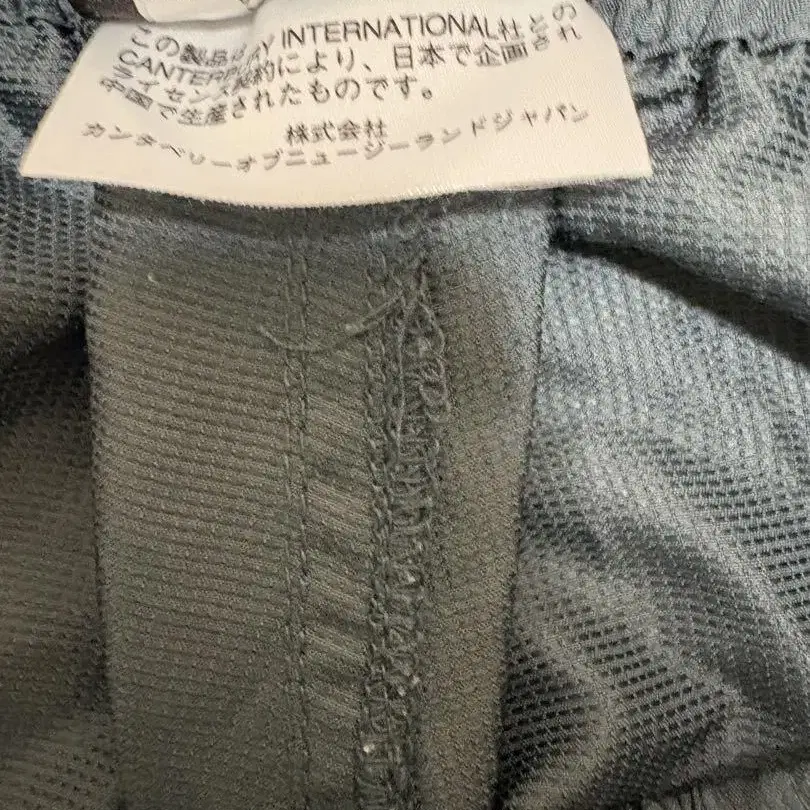 この製品は INTERNATIONAL社との
CANTERBURY により、日本で企画され
ライセンス契約
中国で生産されたものです。
株式会社
カンタベリーオブニュージーランドジャパン